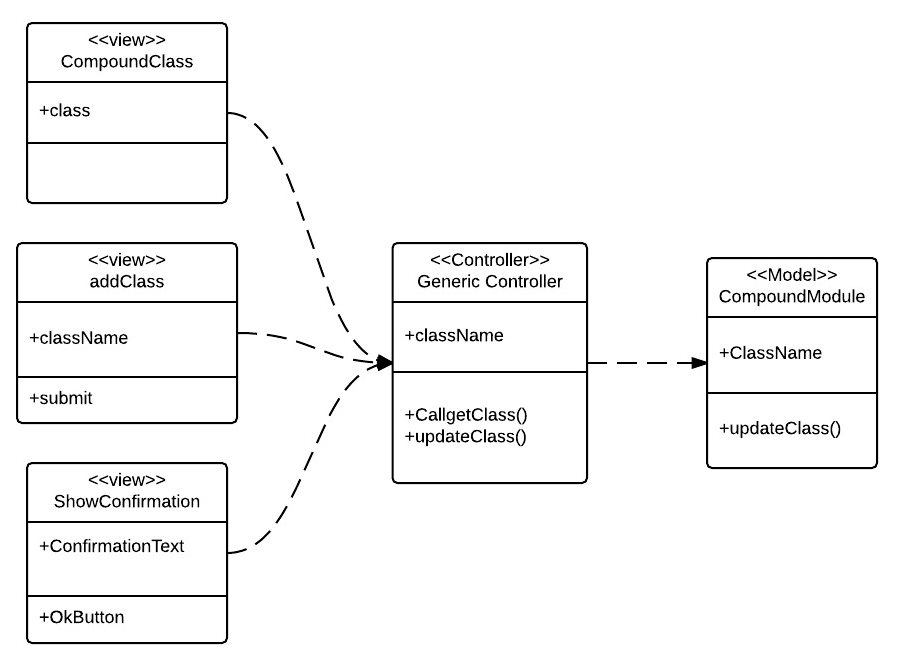 <<view>>
CompoundClass
+class
<<view>>
addClass
+className
+submit
<<view>>
ShowConfirmation
+ConfirmationText
+OkButton
<<Controller>>
Generic Controller
+className
+CallgetClass()
+updateClass()
<<Model>>
CompoundModule
+ClassName
+updateClass()